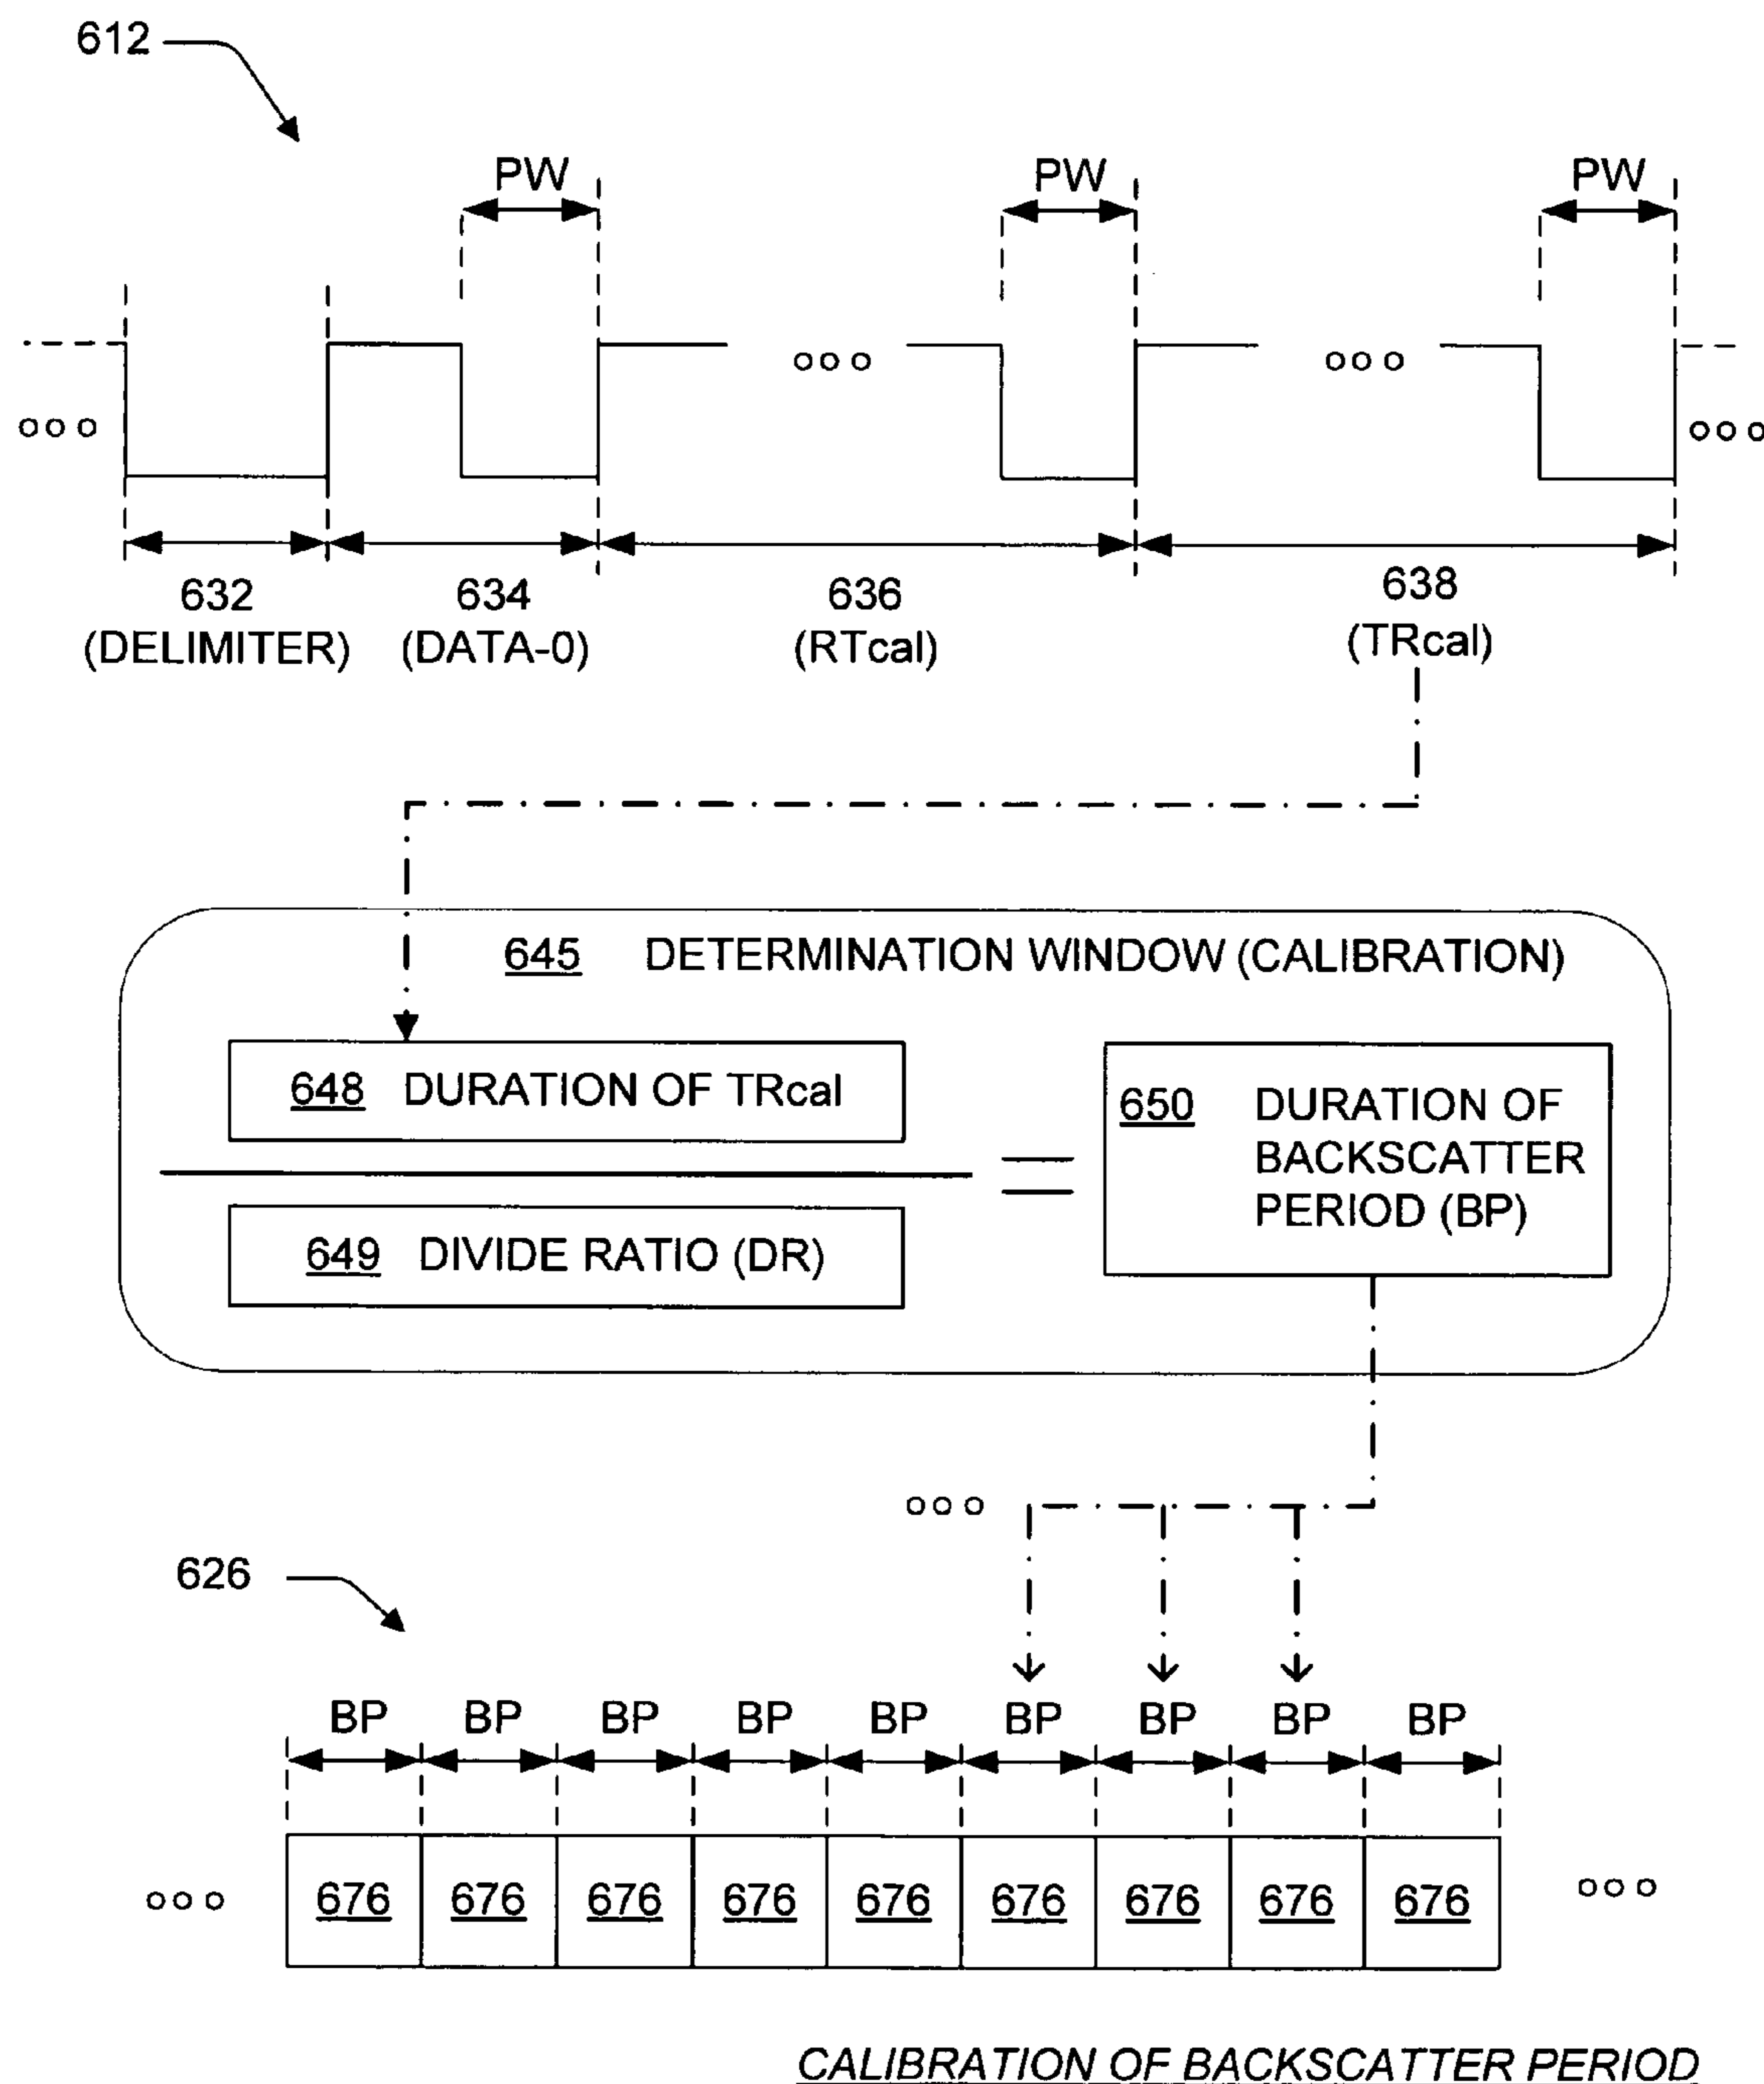 612
PW PW PW
632 634 636 638
(DELIMITER) (DATA-0) (RTcal) (TRcal)
645 DETERMINATION WINDOW (CALIBRATION)
648 DURATION OF TRcal
=
650 DURATION OF
BACKSCATTER
PERIOD (BP)
649 DIVIDE RATIO (DR)
626
BP BP BP BP BP BP BP BP BP
676 676 676 676 676 676 676 676 676
CALIBRATION OF BACKSCATTER PERIOD